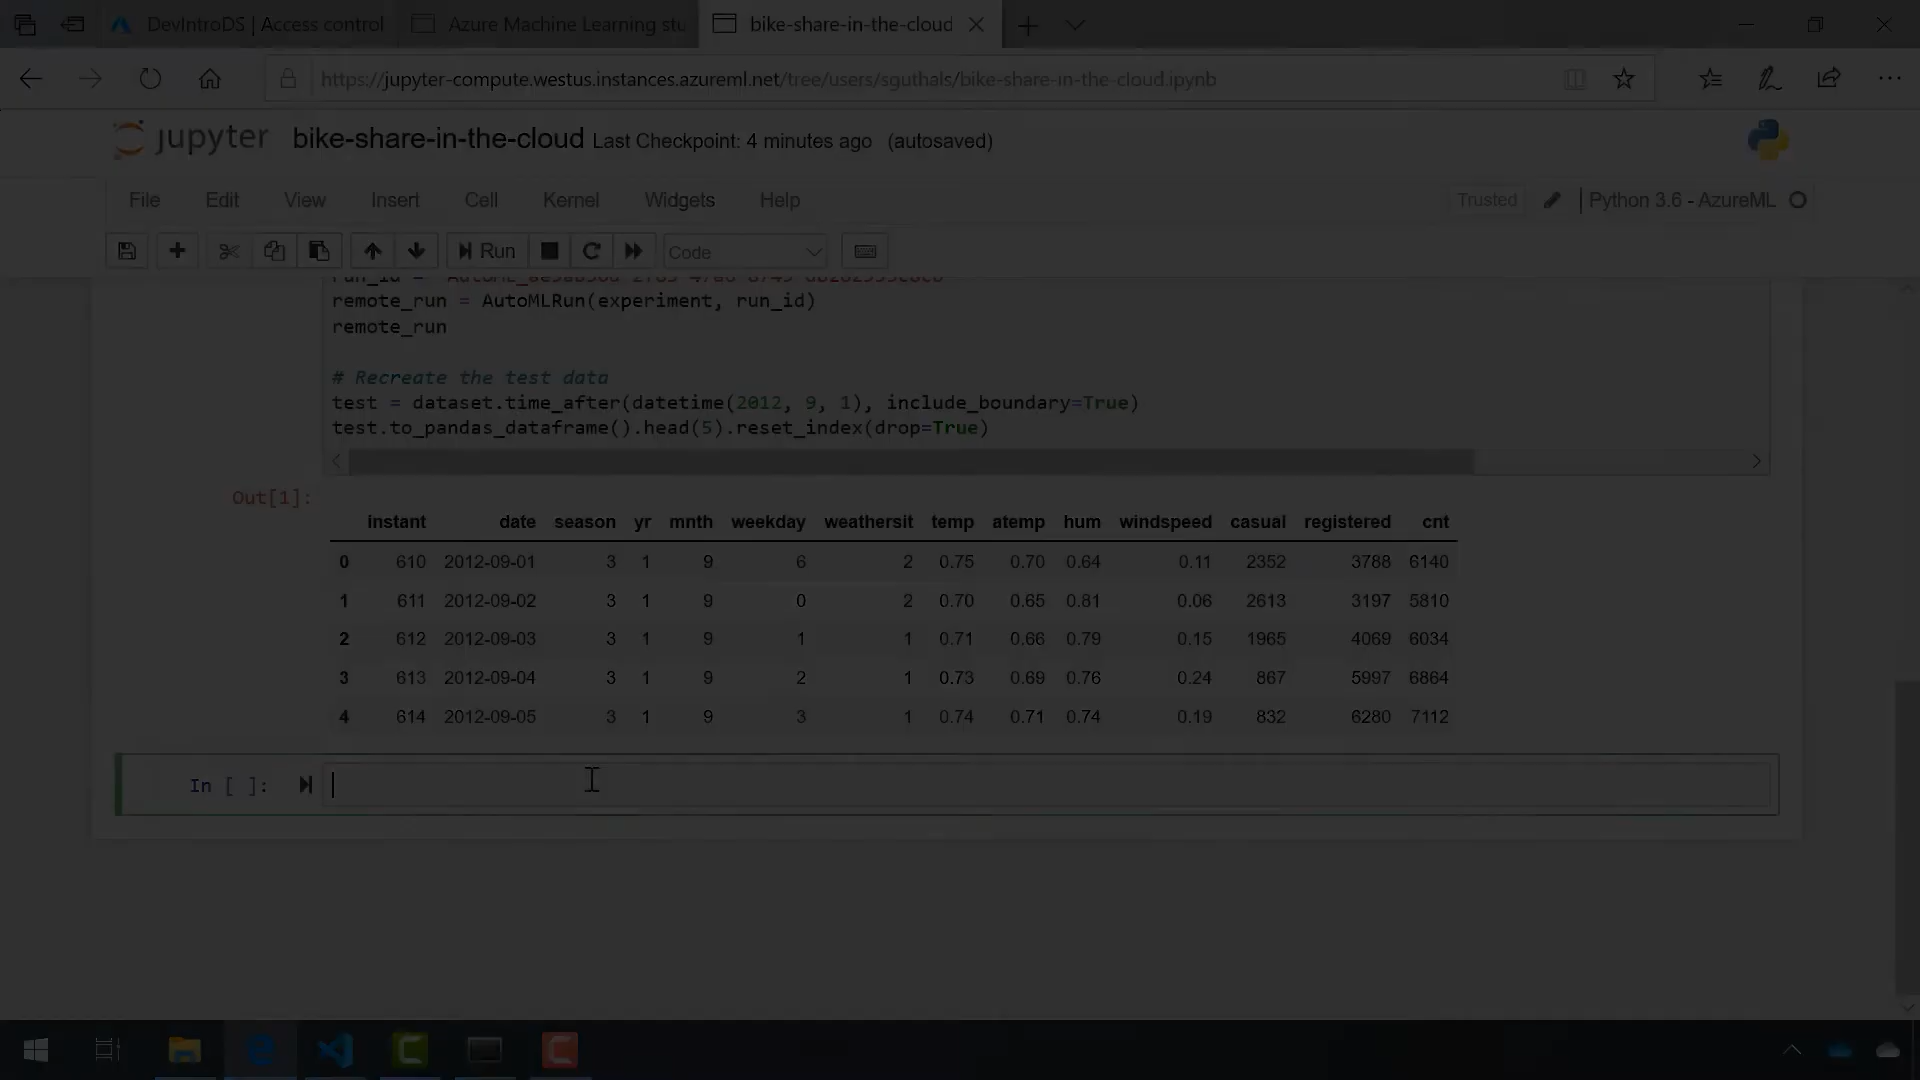 DevIntroDS | Access control
Azure Machine Learning stu
bike-share-in-the-cloud
https://jupyter-compute.westus.instances.azureml.net/tree/users/sguthals/bike-share-in-the-cloud.ipynb
jupyter bike-share-in-the-cloud Last Checkpoint: 4 minutes ago (autosaved)
File Edit View Insert Cell Kernel Widgets Help Trusted Python 3.6 - AzureML
Run Code
remote_run = AutoMLRun(experiment, run_id)
remote_run
# Recreate the test data
test = dataset.time_after(datetime(2012, 9, 1), include_boundary=True)
test.to_pandas_dataframe().head(5).reset_index(drop=True)
Out[1]:
instant date season yr mnth weekday weathersit temp atemp hum windspeed casual registered cnt
0 610 2012-09-01 3 1 9 6 2 0.75 0.70 0.64 0.11 2352 3788 6140
1 611 2012-09-02 3 1 9 0 2 0.70 0.65 0.81 0.06 2613 3197 5810
2 612 2012-09-03 3 1 9 1 1 0.71 0.66 0.79 0.15 1965 4069 6034
3 613 2012-09-04 3 1 9 2 1 0.73 0.69 0.76 0.24 867 5997 6864
4 614 2012-09-05 3 1 9 3 1 0.74 0.71 0.74 0.19 832 6280 7112
In [ ]: